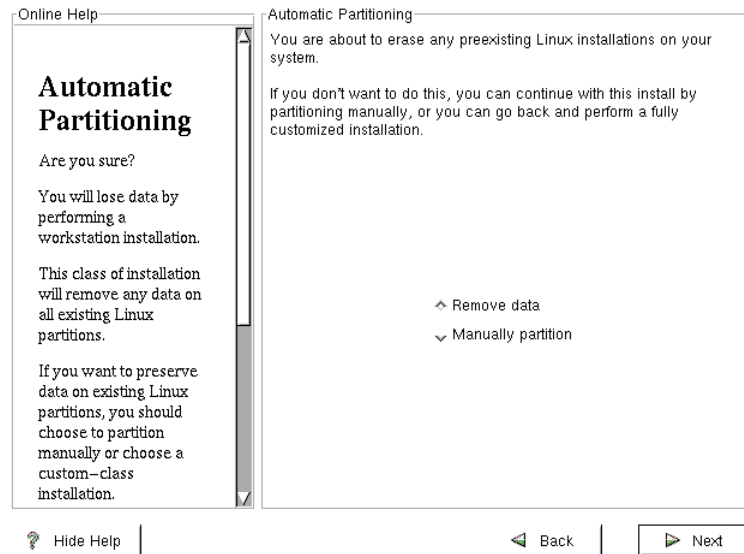 Online Help
Automatic
Partitioning
Are you sure?
You will lose data by
performing a
workstation installation.
This class of installation
will remove any data on
all existing Linux
partitions.
If you want to preserve
data on existing Linux
partitions, you should
choose to partition
manually or choose a
custom–class
installation.
Automatic Partitioning
You are about to erase any preexisting Linux installations on your
system.
If you don't want to do this, you can continue with this install by
partitioning manually, or you can go back and perform a fully
customized installation.
Remove data
Manually partition
Hide Help
Back
Next